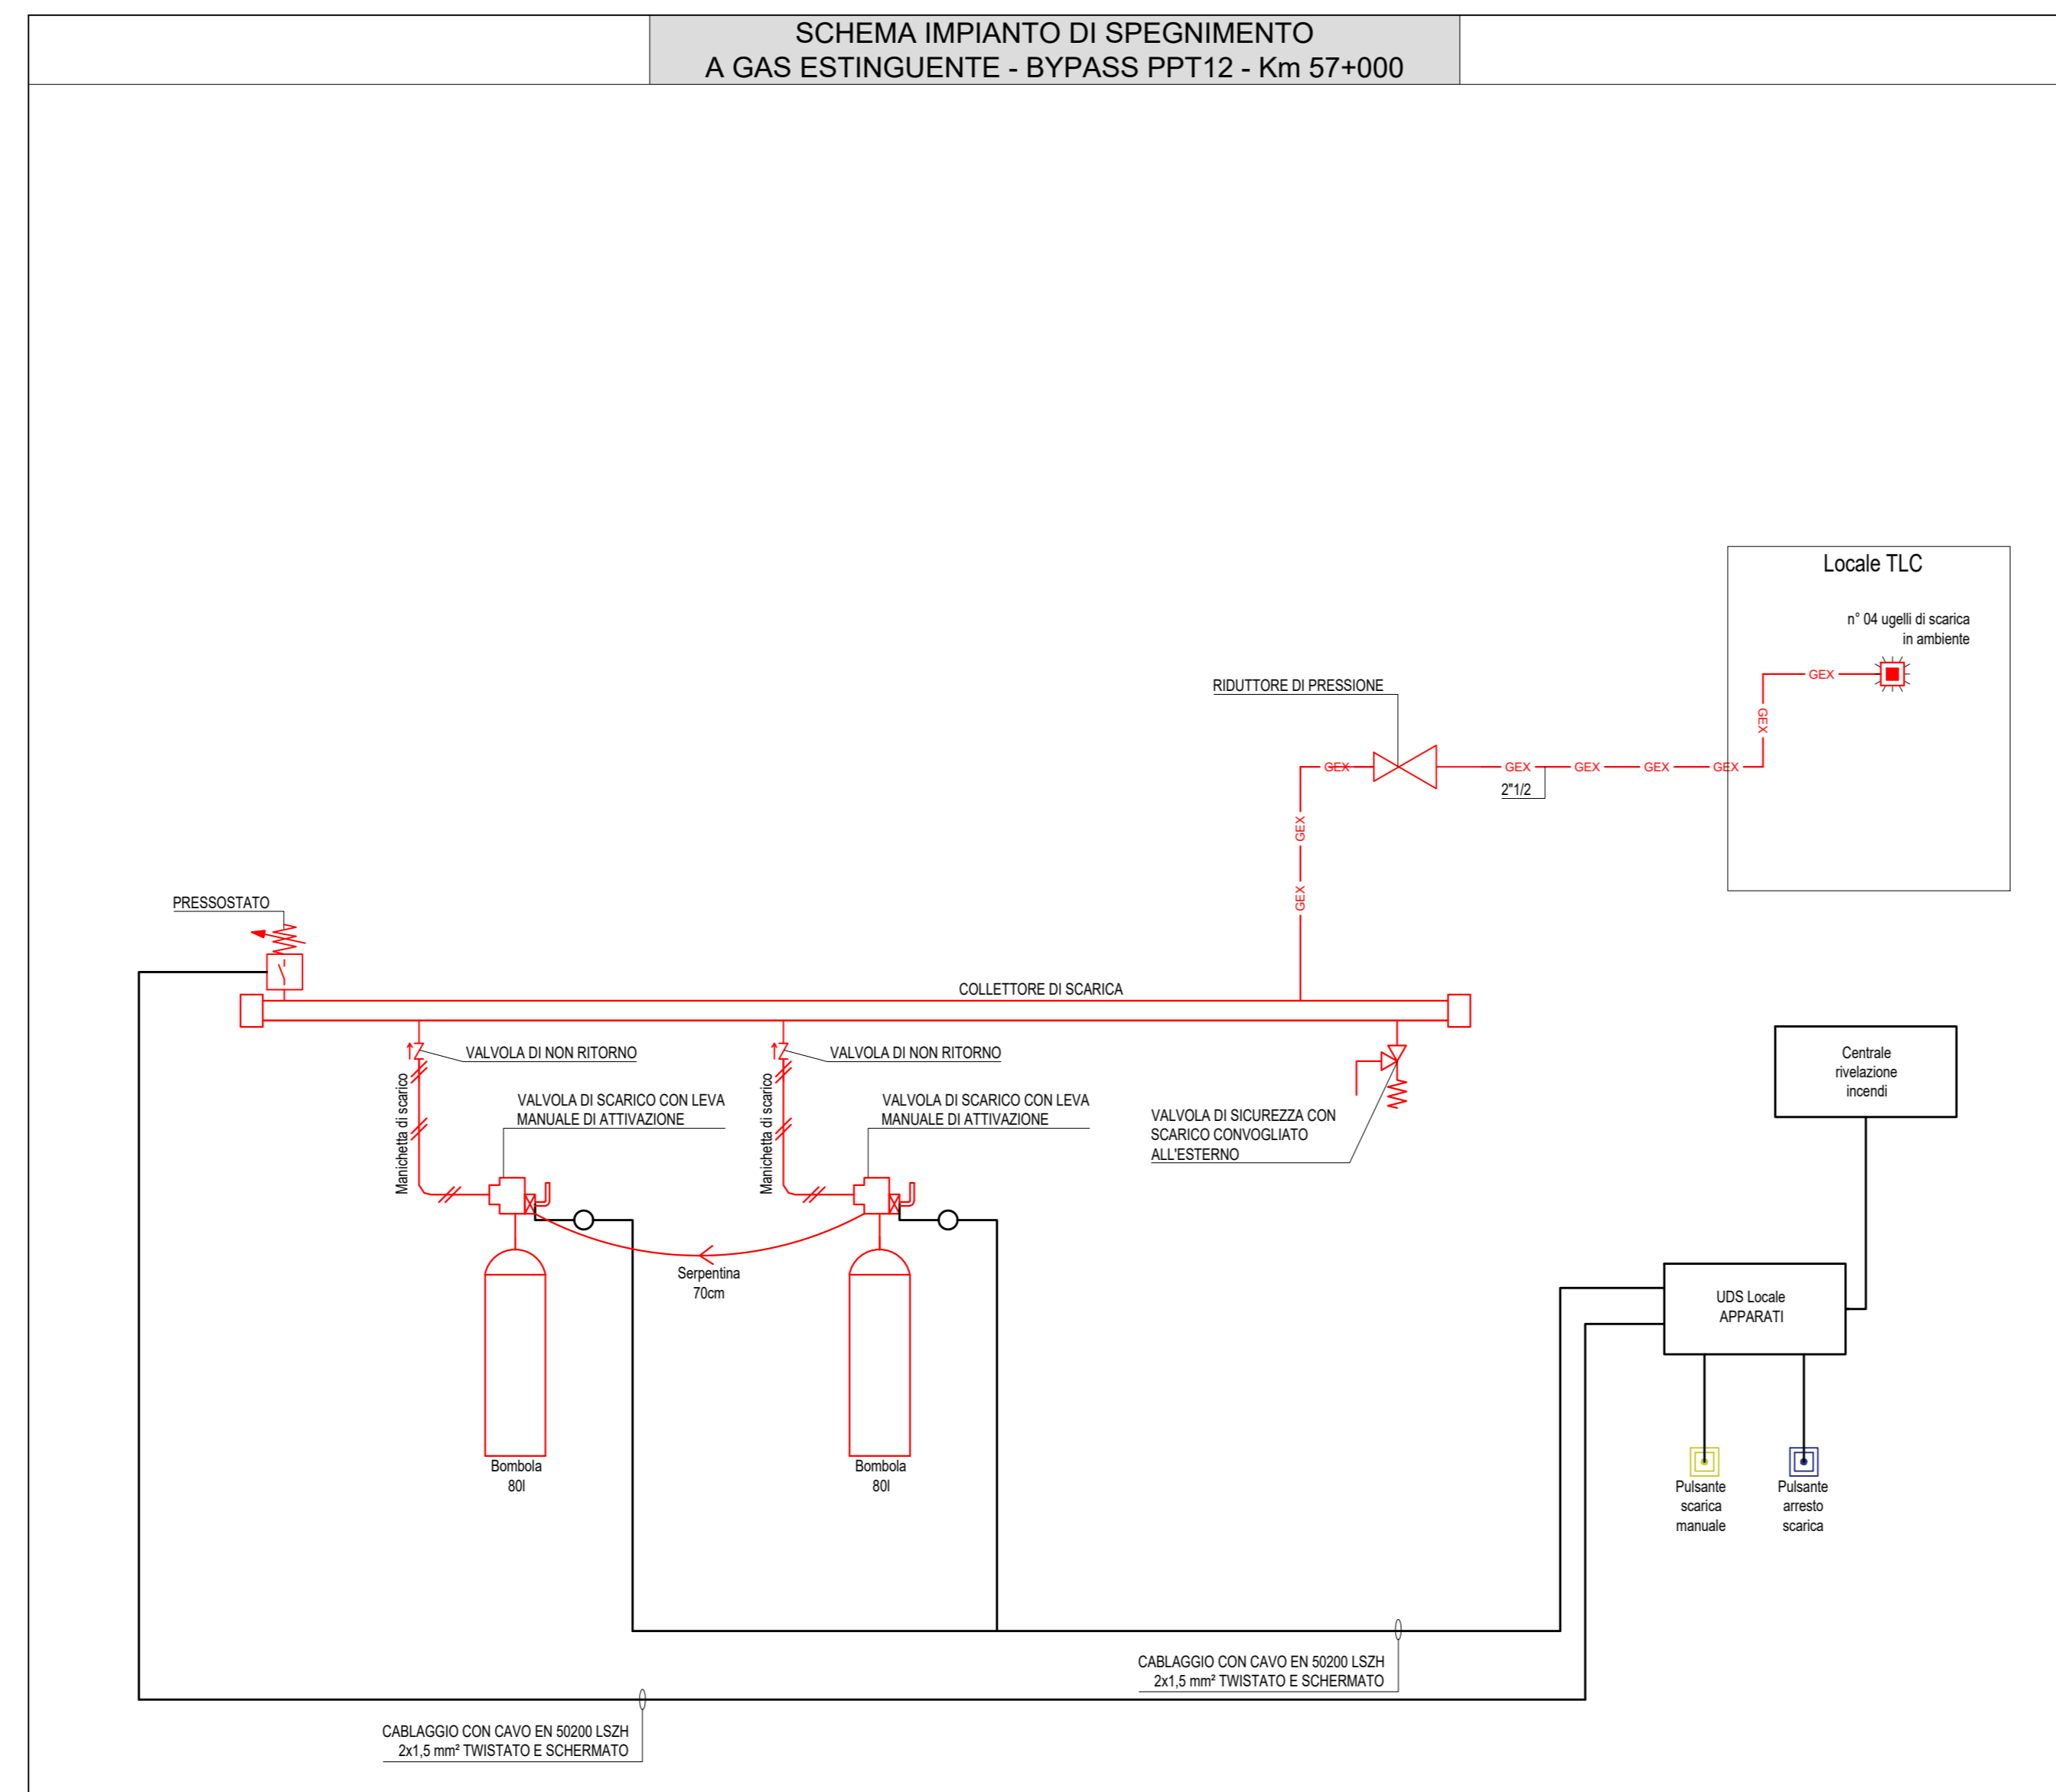 SCHEMA IMPIANTO DI SPEGNIMENTO
A GAS ESTINGUENTE - BYPASS PPT12 - Km 57+000
Locale TLC
n° 04 ugelli di scarica
in ambiente
GEX
GEX
RIDUTTORE DI PRESSIONE
GEX
GEX
GEX
GEX
GEX
2"1/2
GEX
GEX
PRESSOSTATO
COLLETTORE DI SCARICA
VALVOLA DI NON RITORNO
VALVOLA DI NON RITORNO
Manichetta di scarico
Manichetta di scarico
VALVOLA DI SCARICO CON LEVA
MANUALE DI ATTIVAZIONE
VALVOLA DI SCARICO CON LEVA
MANUALE DI ATTIVAZIONE
VALVOLA DI SICUREZZA CON
SCARICO CONVOGLIATO
ALL'ESTERNO
Centrale
rivelazione
incendi
Serpentina
70cm
UDS Locale
APPARATI
Bombola
80l
Bombola
80l
Pulsante
scarica
manuale
Pulsante
arresto
scarica
CABLAGGIO CON CAVO EN 50200 LSZH
2x1,5 mm² TWISTATO E SCHERMATO
CABLAGGIO CON CAVO EN 50200 LSZH
2x1,5 mm² TWISTATO E SCHERMATO